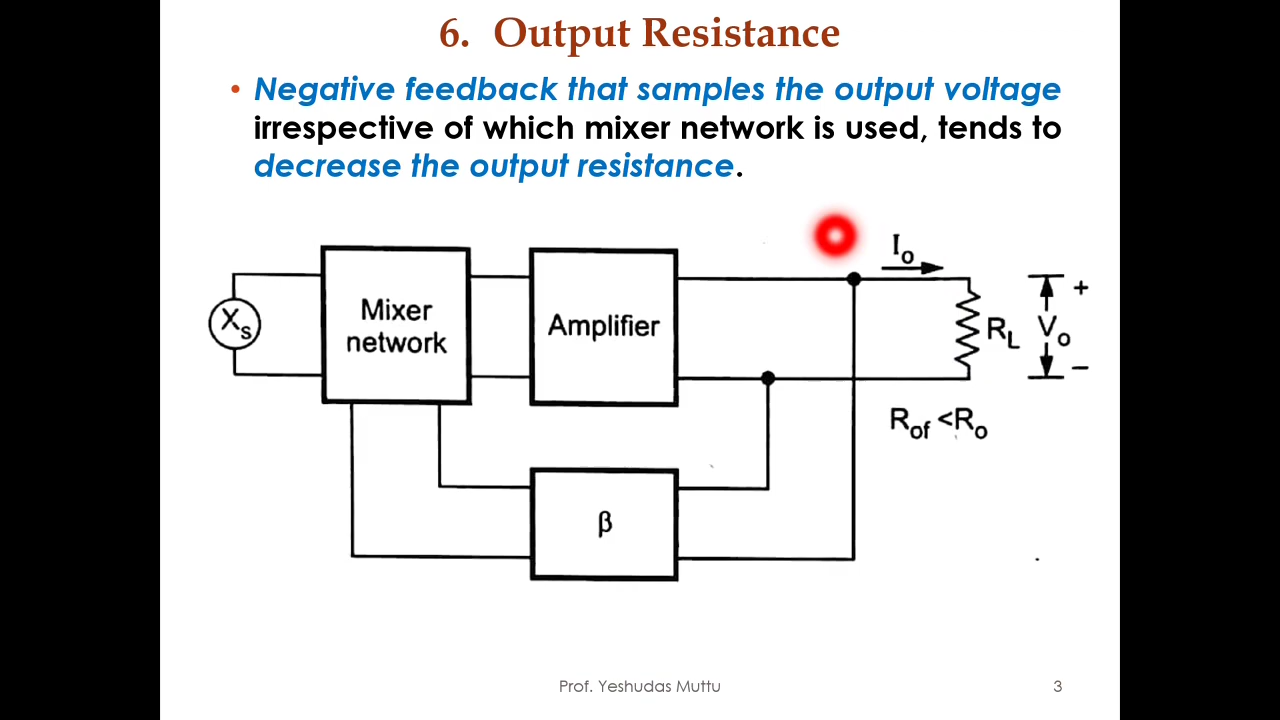 6. Output Resistance
• Negative feedback that samples the output voltage
irrespective of which mixer network is used, tends to
decrease the output resistance.
Xs
Mixer
network
Amplifier
Io
RL
Vo
+
−
Rof <Ro
β
Prof. Yeshudas Muttu
3